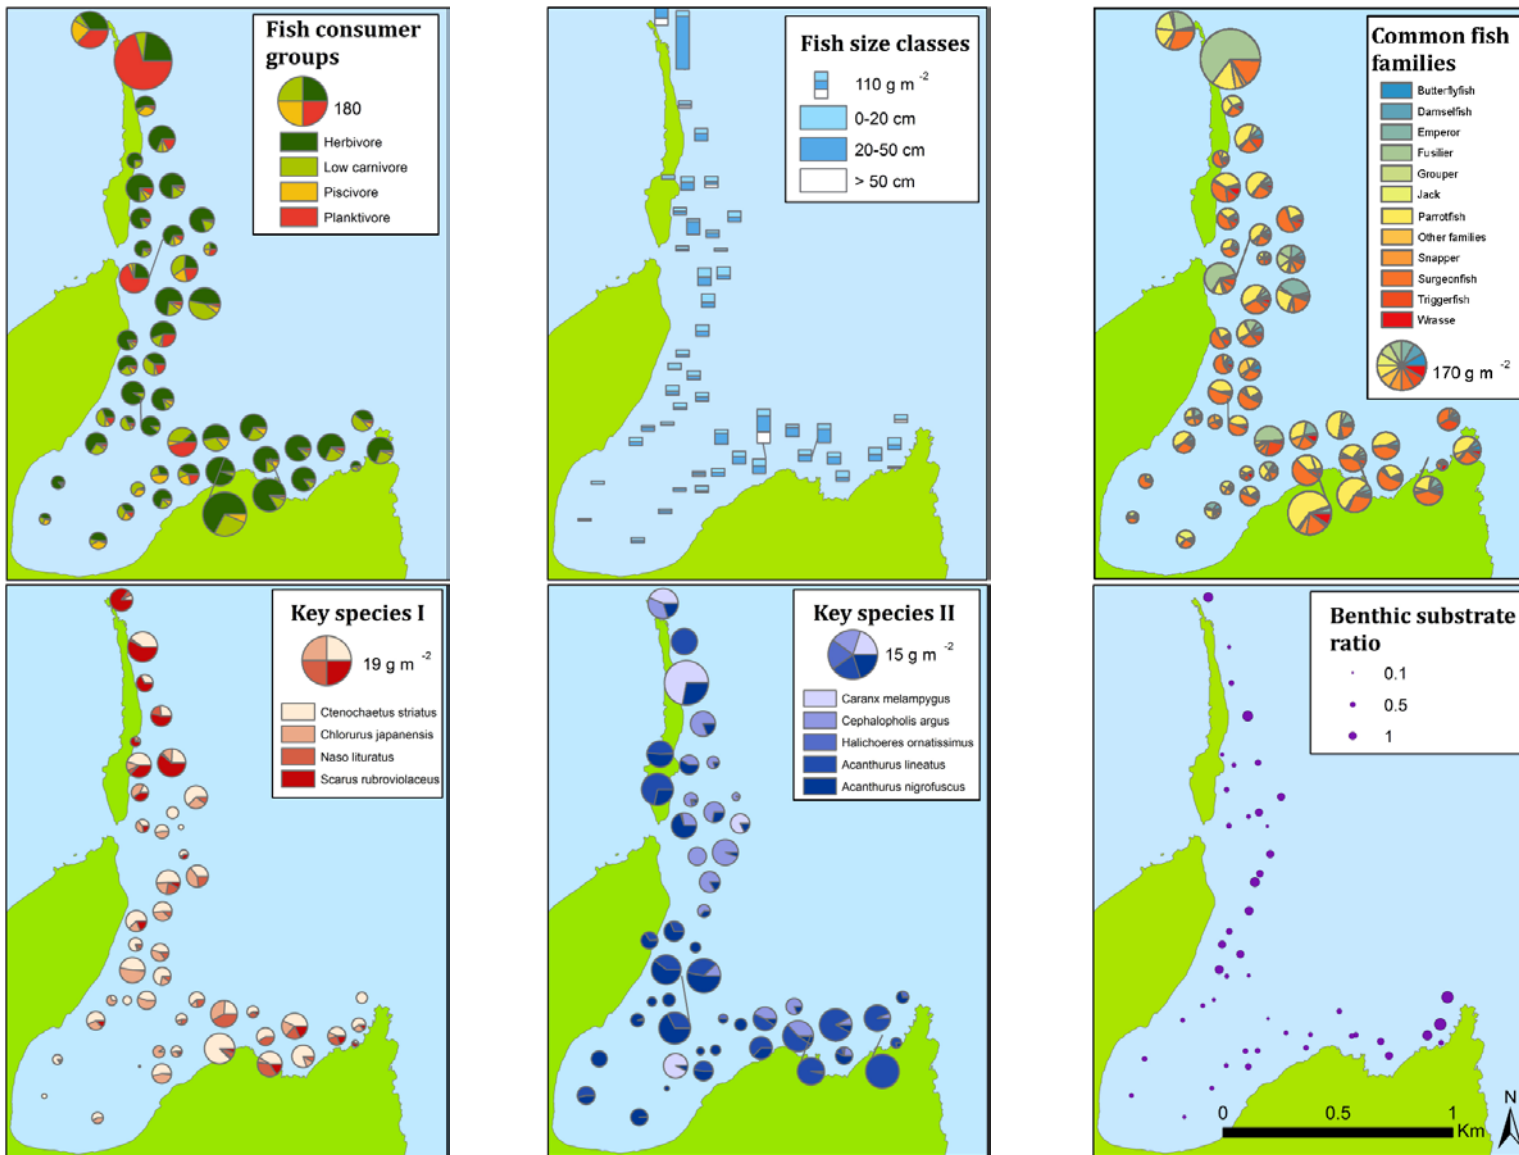 Fish consumer
groups
180
Herbivore
Low carnivore
Piscivore
Planktivore
Fish size classes
110 g m -2
0-20 cm
20-50 cm
> 50 cm
Common fish
families
Butterflyfish
Damselfish
Emperor
Fusilier
Grouper
Jack
Parrotfish
Other families
Snapper
Surgeonfish
Triggerfish
Wrasse
170 g m -2
Key species I
19 g m -2
Ctenochaetus striatus
Chlorurus japanensis
Naso lituratus
Scarus rubroviolaceus
Key species II
15 g m -2
Caranx melampygus
Cephalopholis argus
Halichoeres ornatissimus
Acanthurus lineatus
Acanthurus nigrofuscus
Benthic substrate
ratio
0.1
0.5
1
N
0 0.5 1
Km